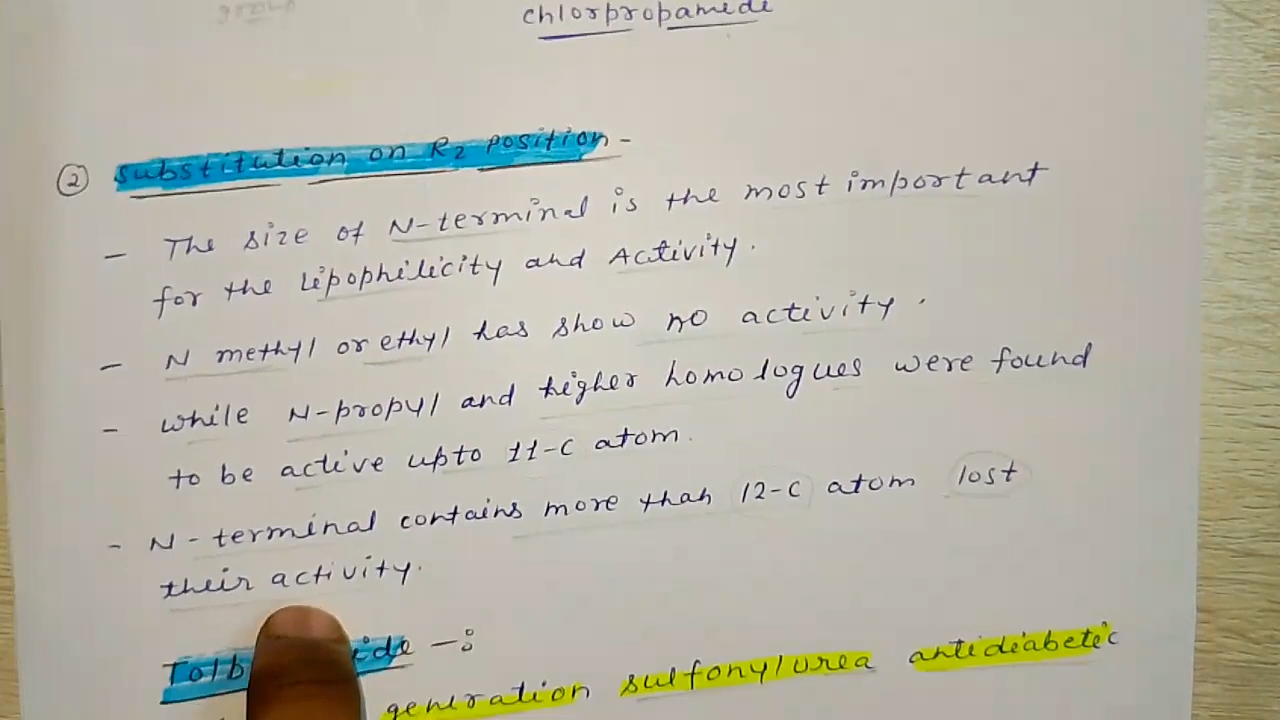 chlorpropamide
② Substitution on R2 position -
- The size of N-terminal is the most important
for the Lipophilicity and Activity.
- N methyl or ethyl has show no activity.
- while N-propyl and higher homologues were found
to be active upto 11-C atom.
- N-terminal contains more than 12-C atom lost
their activity.
Tolb ide -:
generation sulfonylurea antidiabetic